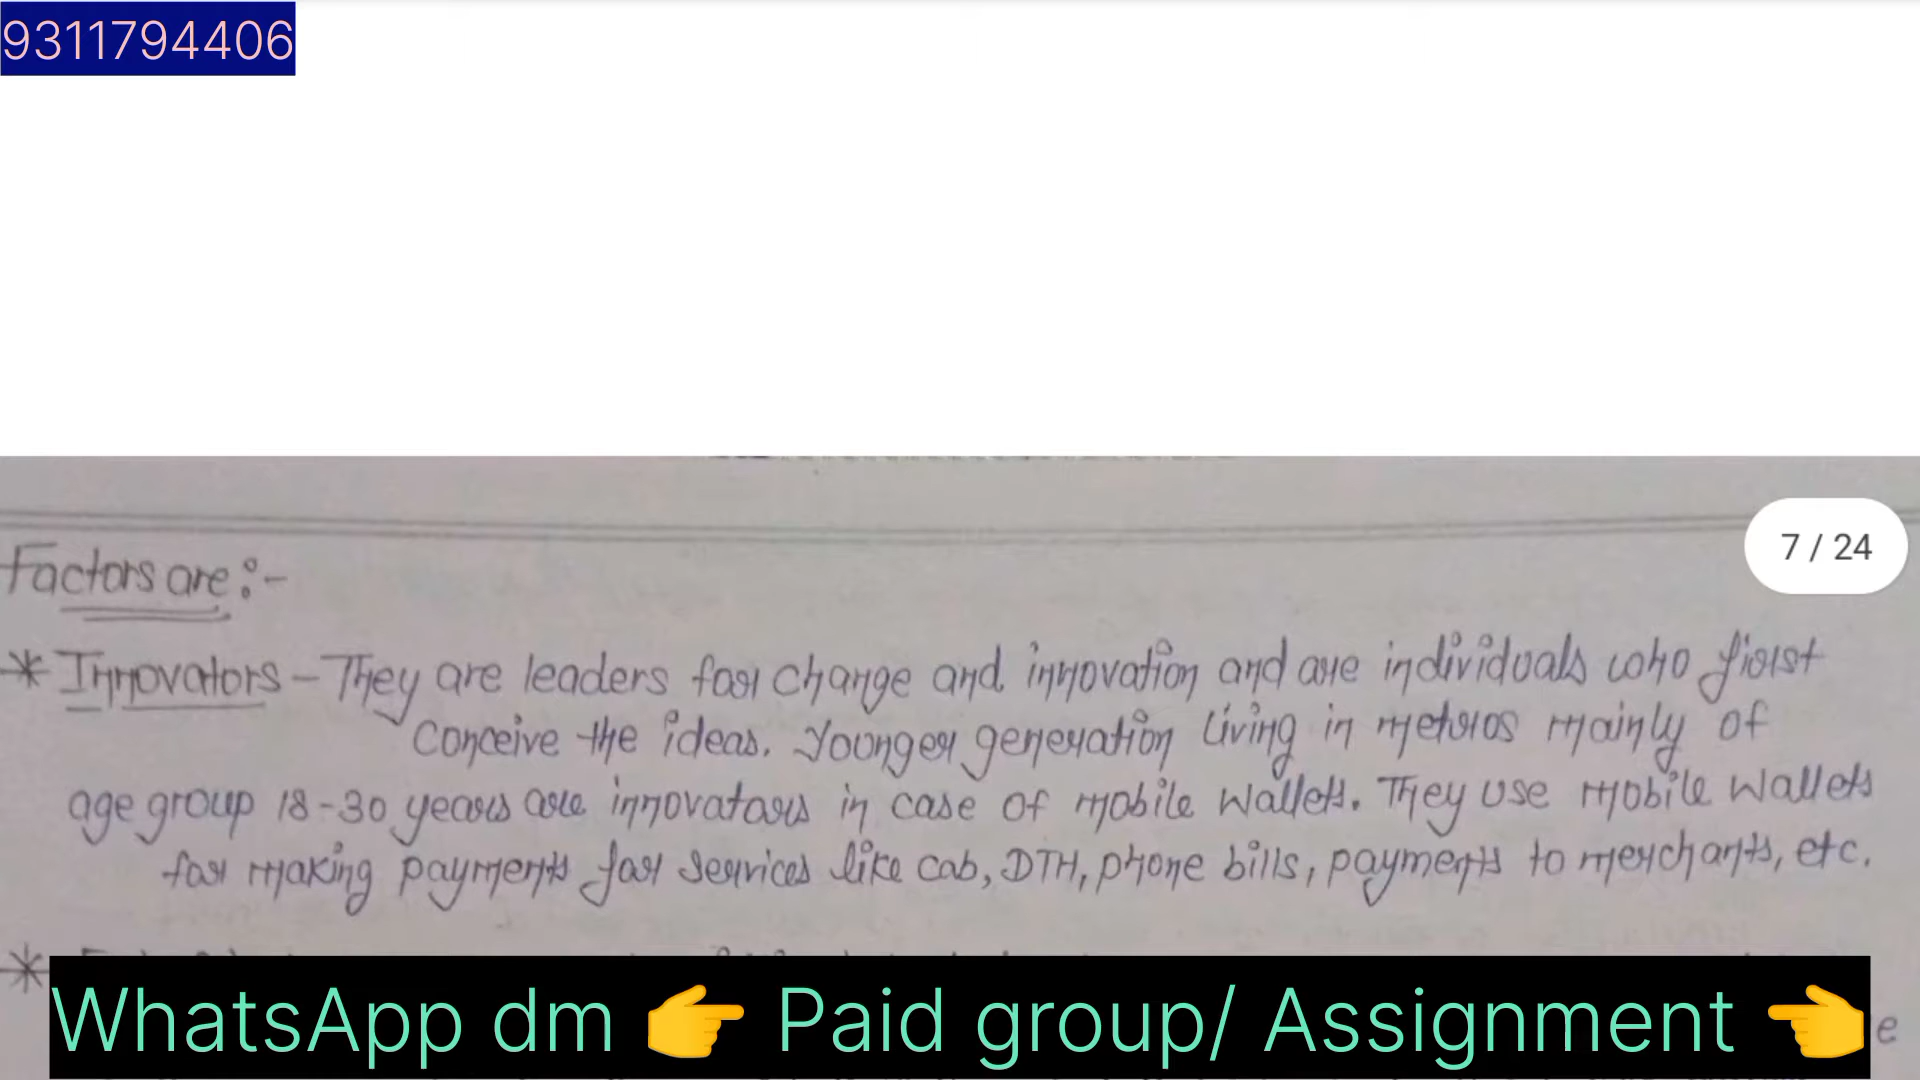 9311794406
7 / 24
Factors are :-
* Innovators - They are leaders for change and innovation and are individuals who first
conceive the ideas. Younger generation living in metros mainly of
age group 18-30 years are innovators in case of mobile wallets. They use mobile wallets
for making payments for services like cab, DTH, phone bills, payments to merchants, etc.
*
WhatsApp dm 👉 Paid group/ Assignment 👈
e